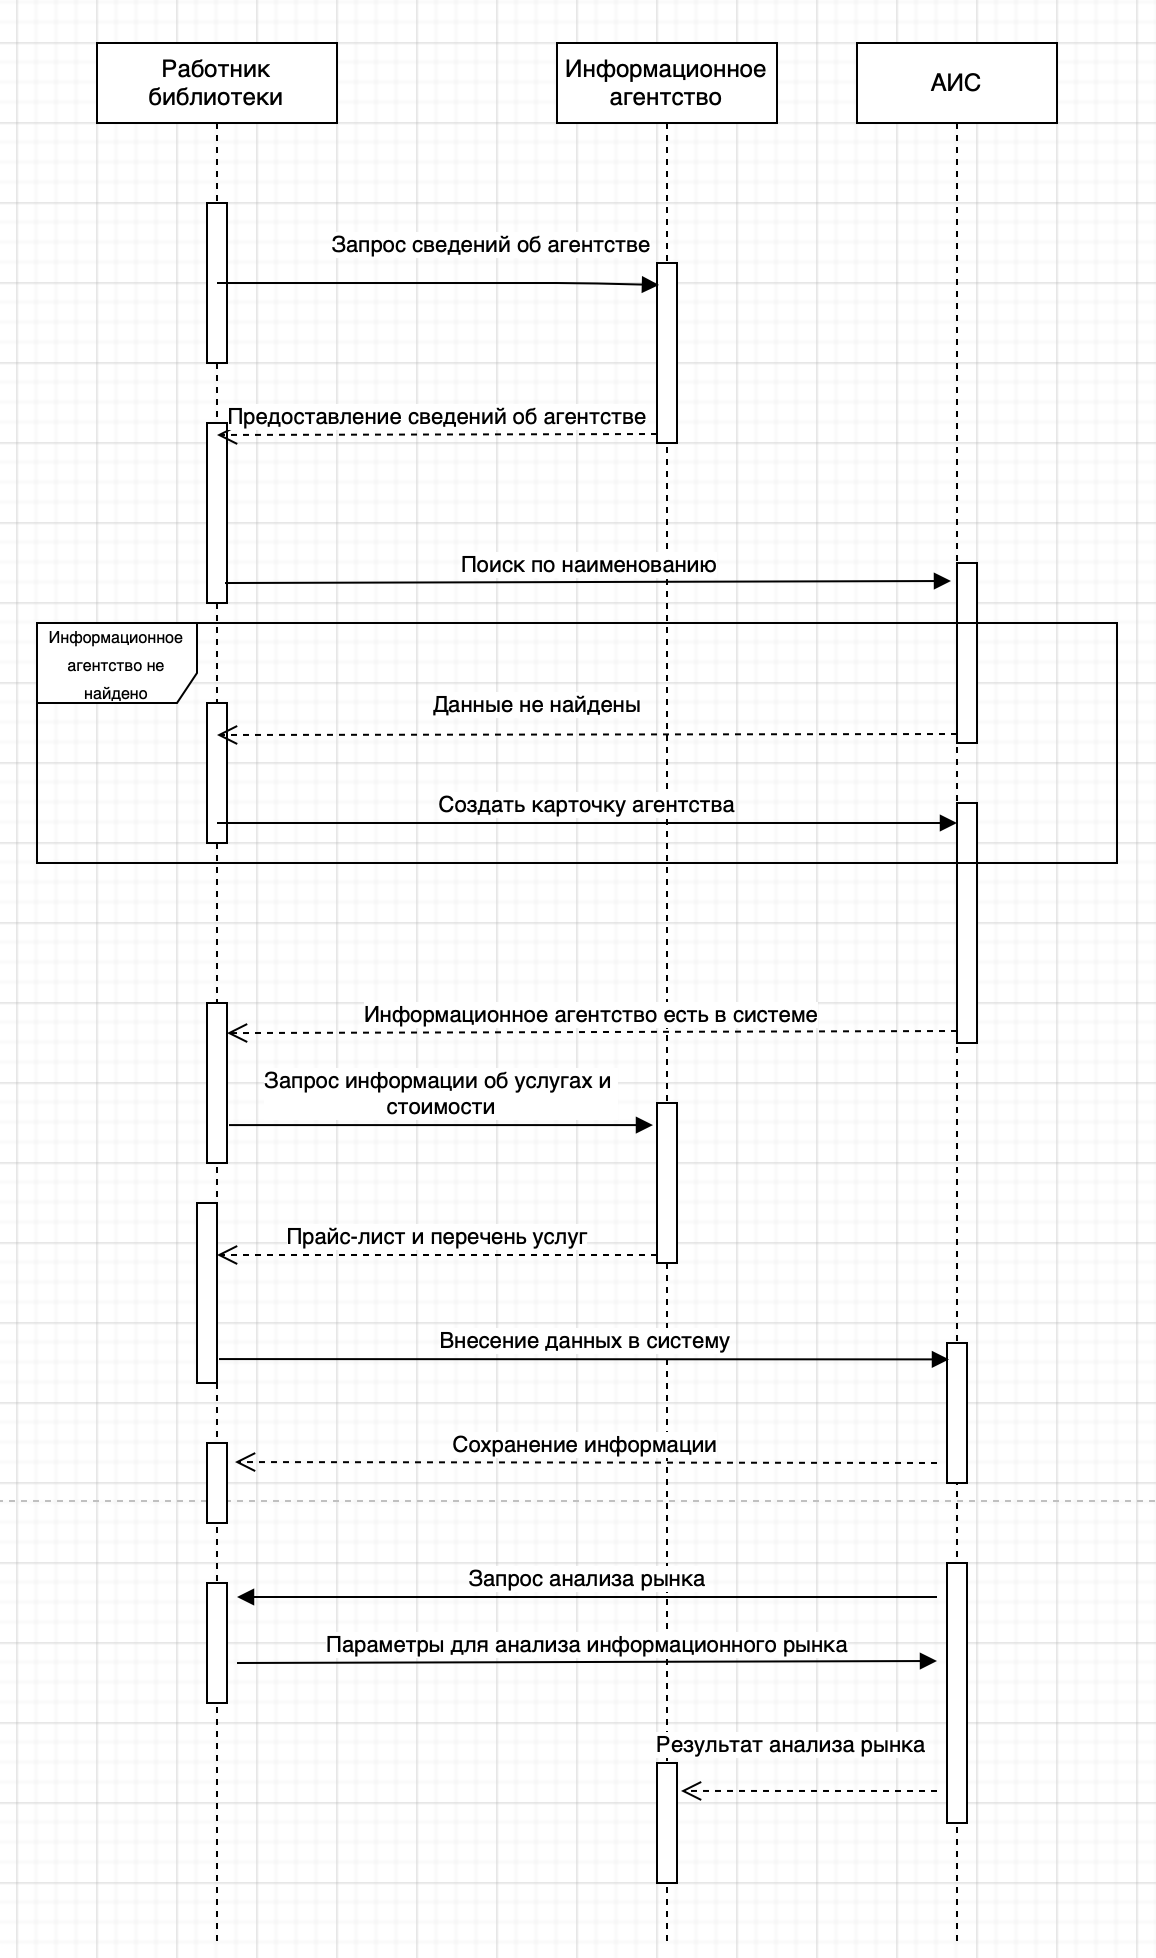 Работник
библиотеки
Информационное
агентство
АИС
Запрос сведений об агентстве
Предоставление сведений об агентстве
Поиск по наименованию
Информационное
агентство не
найдено
Данные не найдены
Создать карточку агентства
Информационное агентство есть в системе
Запрос информации об услугах и
стоимости
Прайс-лист и перечень услуг
Внесение данных в систему
Сохранение информации
Запрос анализа рынка
Параметры для анализа информационного рынка
Результат анализа рынка